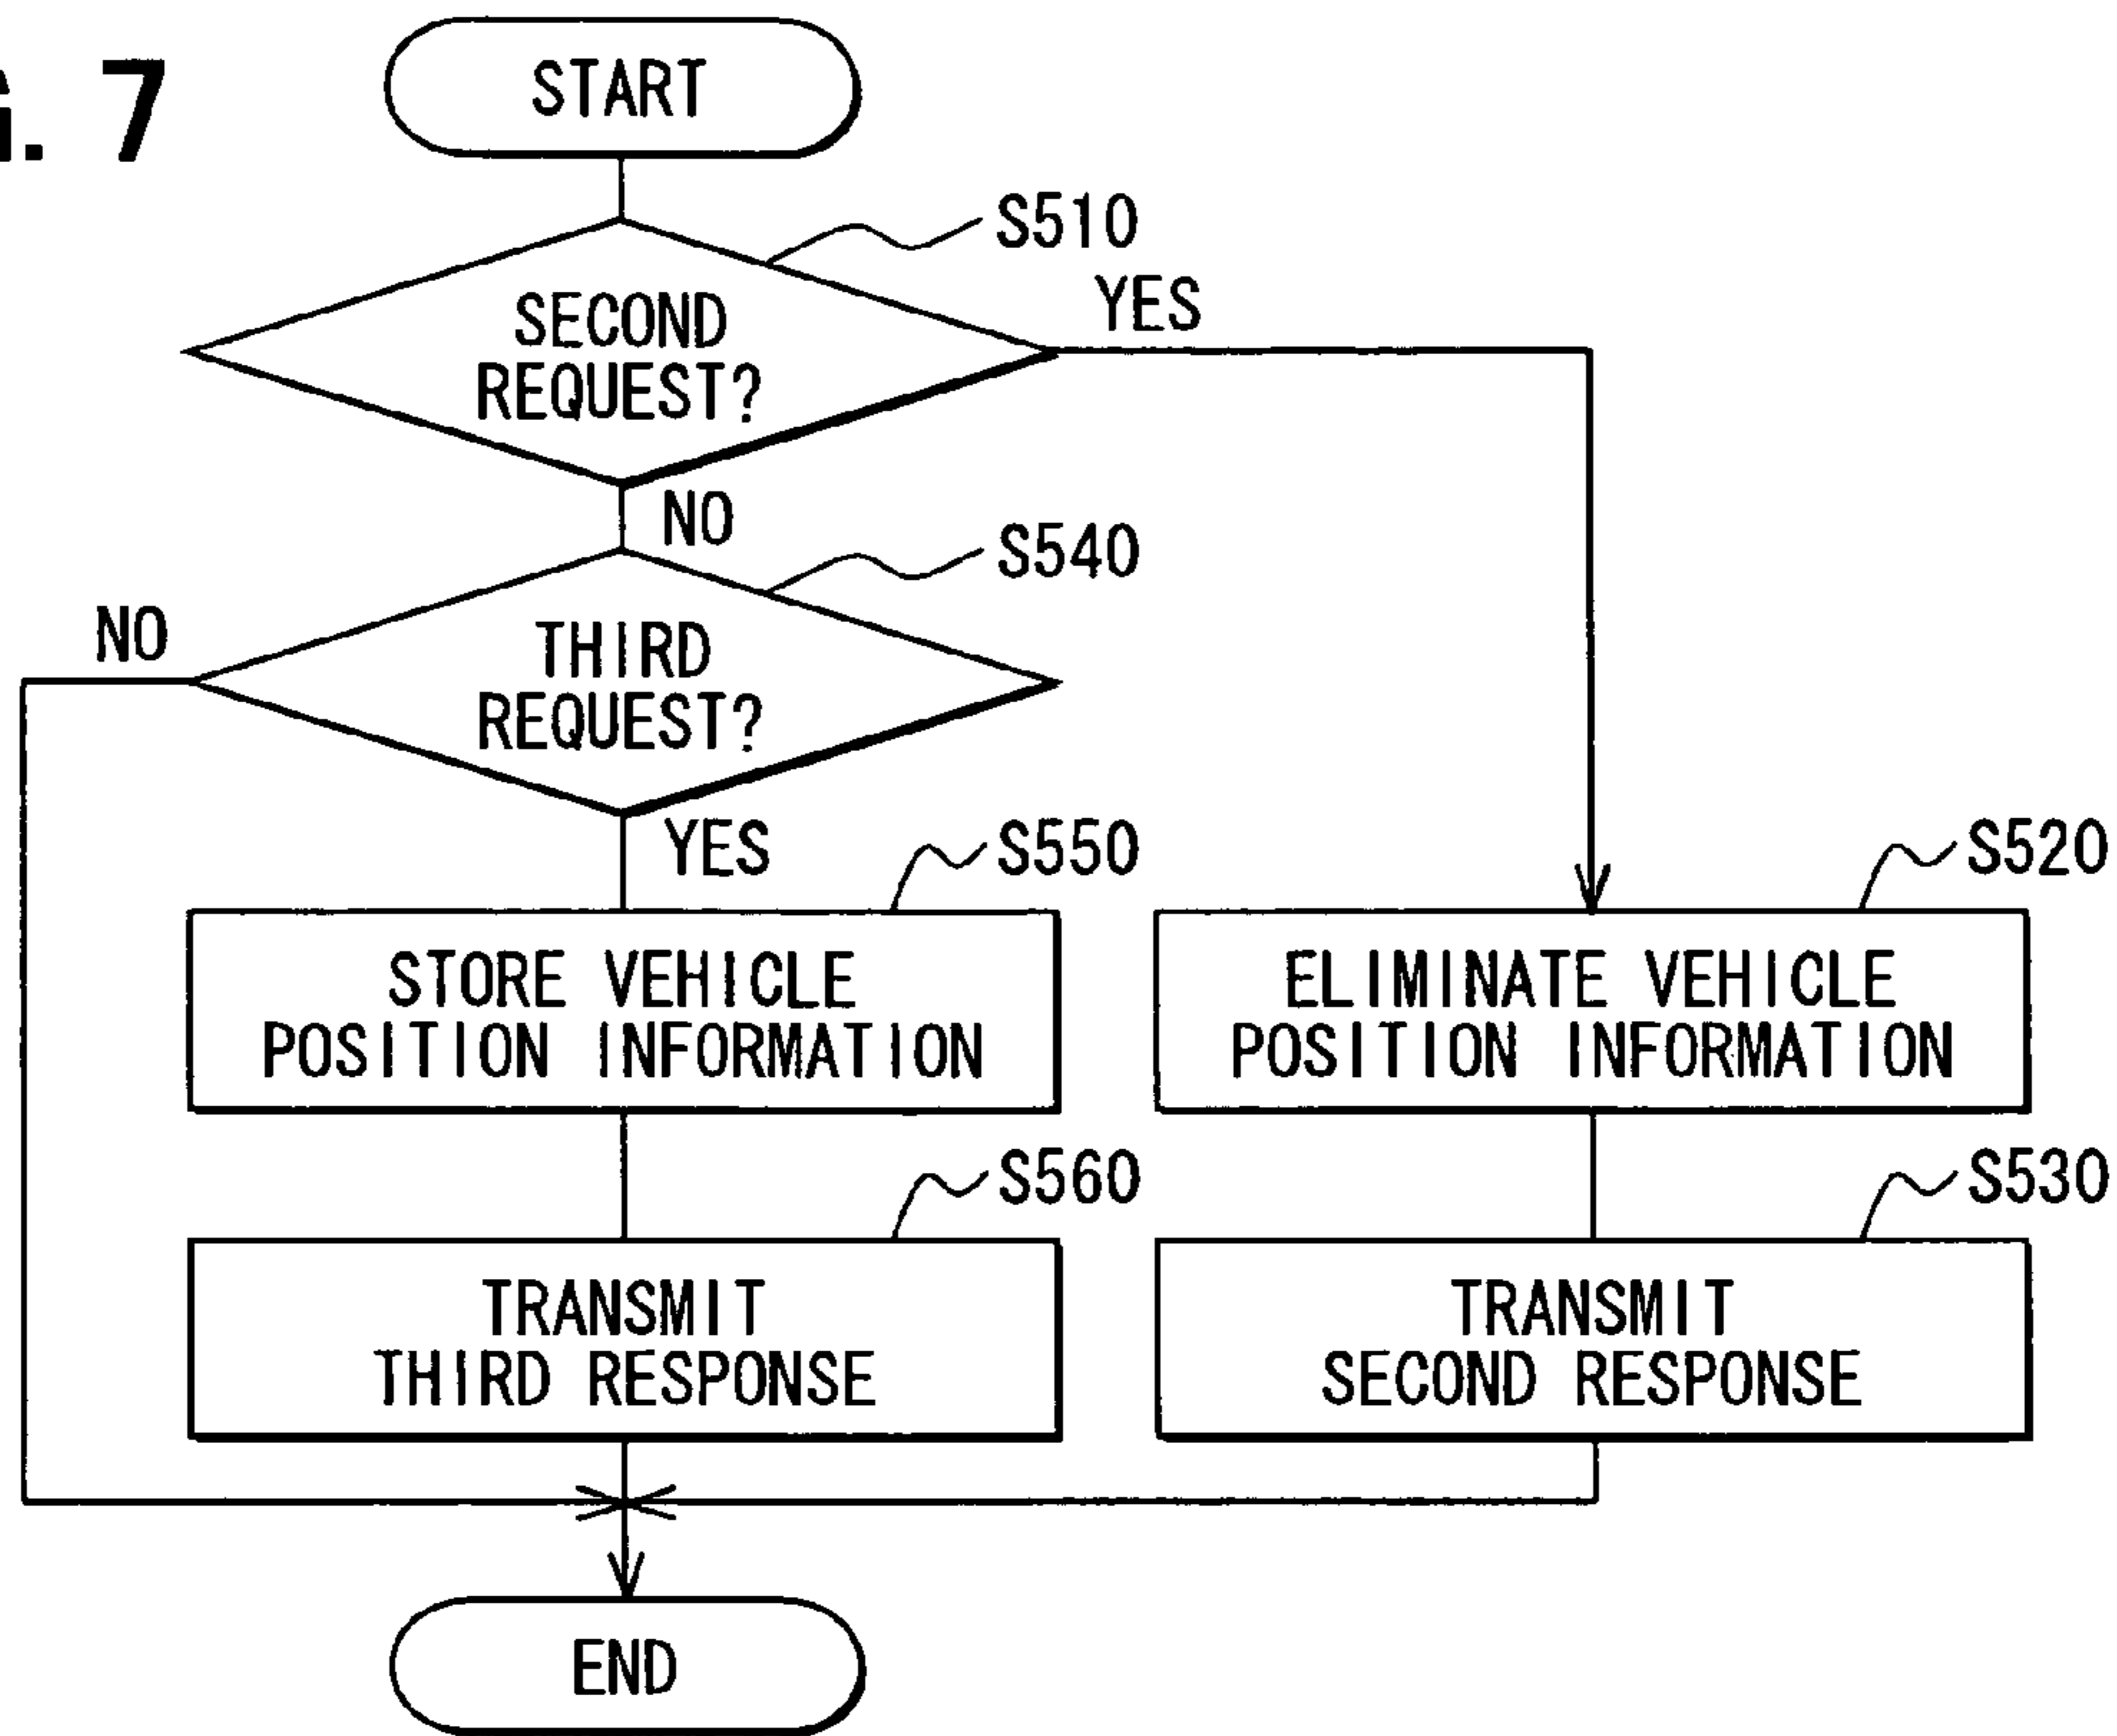 . 7
START
S510
YES
SECOND
REQUEST?
NO
S540
NO
THIRD
REQUEST?
YES
S550
S520
STORE VEHICLE
POSITION INFORMATION
ELIMINATE VEHICLE
POSITION INFORMATION
S560
S530
TRANSMIT
THIRD RESPONSE
TRANSMIT
SECOND RESPONSE
END